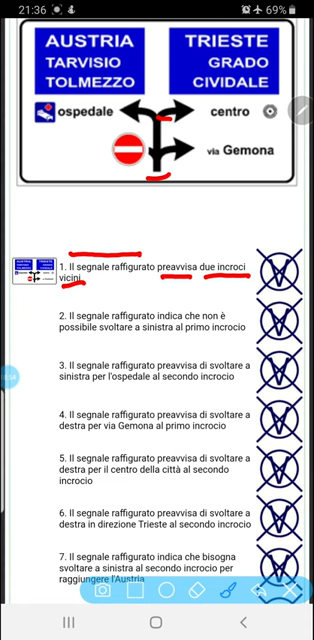 21:36
69%
AUSTRIA
TARVISIO
TOLMEZZO
TRIESTE
GRADO
CIVIDALE
ospedale
centro
via Gemona
1. Il segnale raffigurato preavvisa due incroci
vicini
2. Il segnale raffigurato indica che non è
possibile svoltare a sinistra al primo incrocio
3. Il segnale raffigurato preavvisa di svoltare a
sinistra per l'ospedale al secondo incrocio
4. Il segnale raffigurato preavvisa di svoltare a
destra per via Gemona al primo incrocio
5. Il segnale raffigurato preavvisa di svoltare a
destra per il centro della città al secondo
incrocio
6. Il segnale raffigurato preavvisa di svoltare a
destra in direzione Trieste al secondo incrocio
7. Il segnale raffigurato indica che bisogna
svoltare a sinistra al secondo incrocio per
raggiungere l'Austria